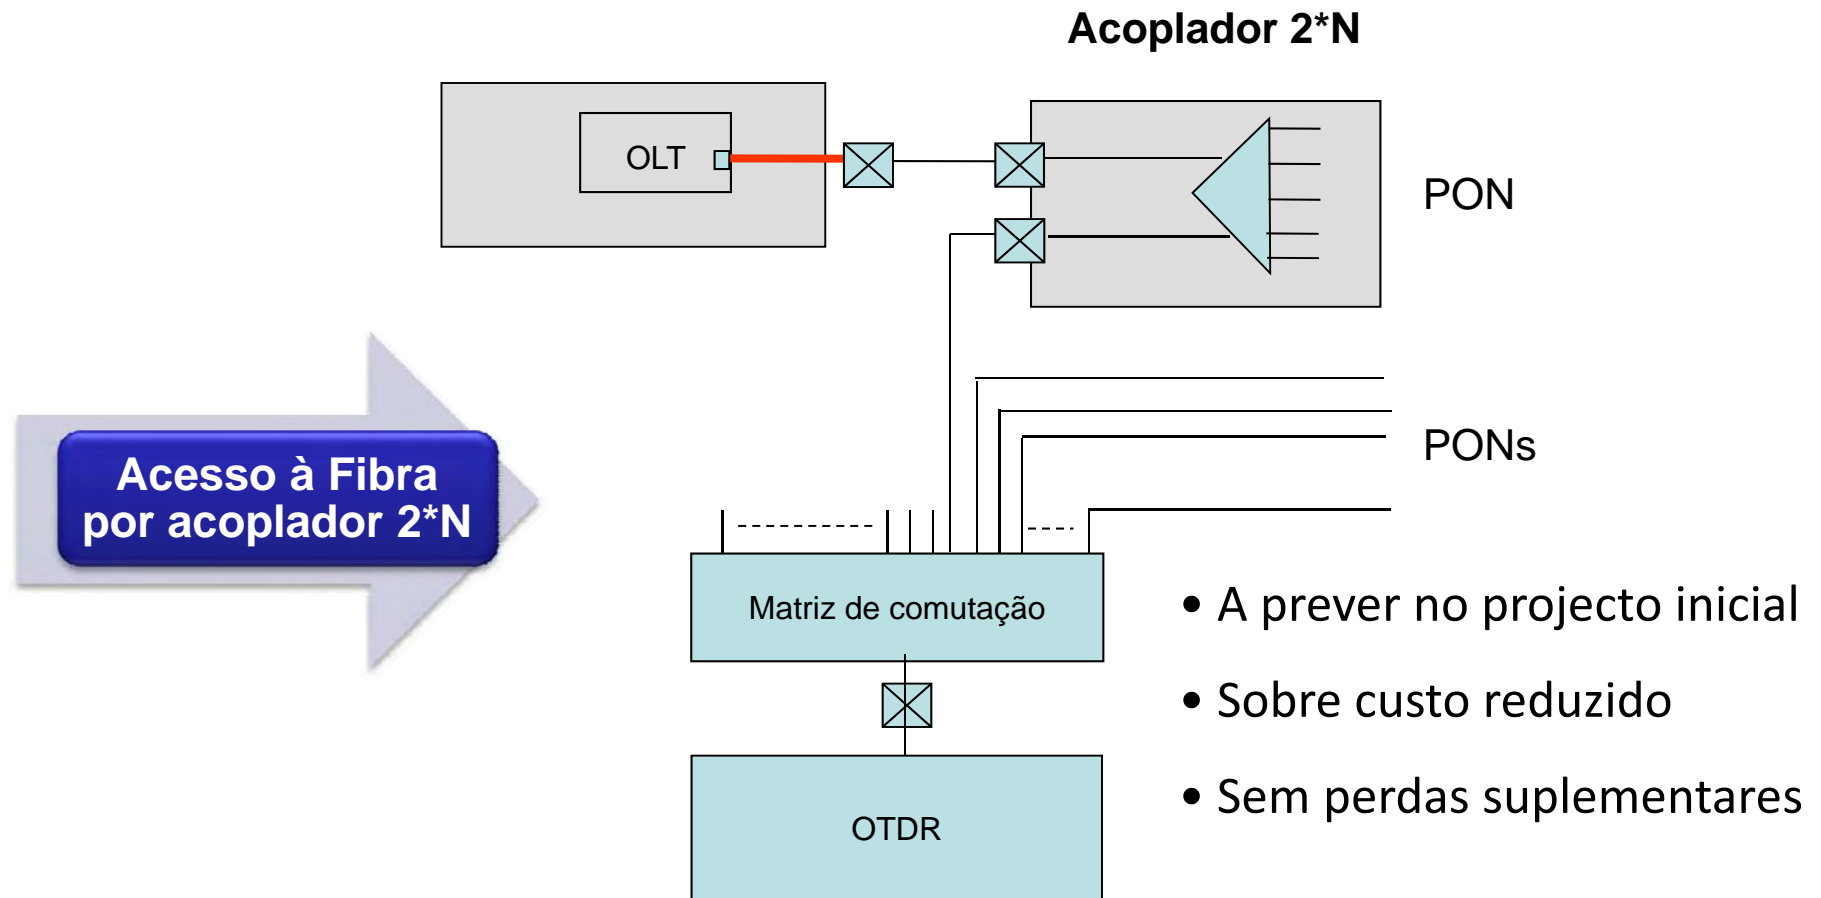 Acoplador 2*N
OLT
PON
Acesso à Fibra
por acoplador 2*N
PONs
Matriz de comutação
OTDR
• A prever no projecto inicial
• Sobre custo reduzido
• Sem perdas suplementares